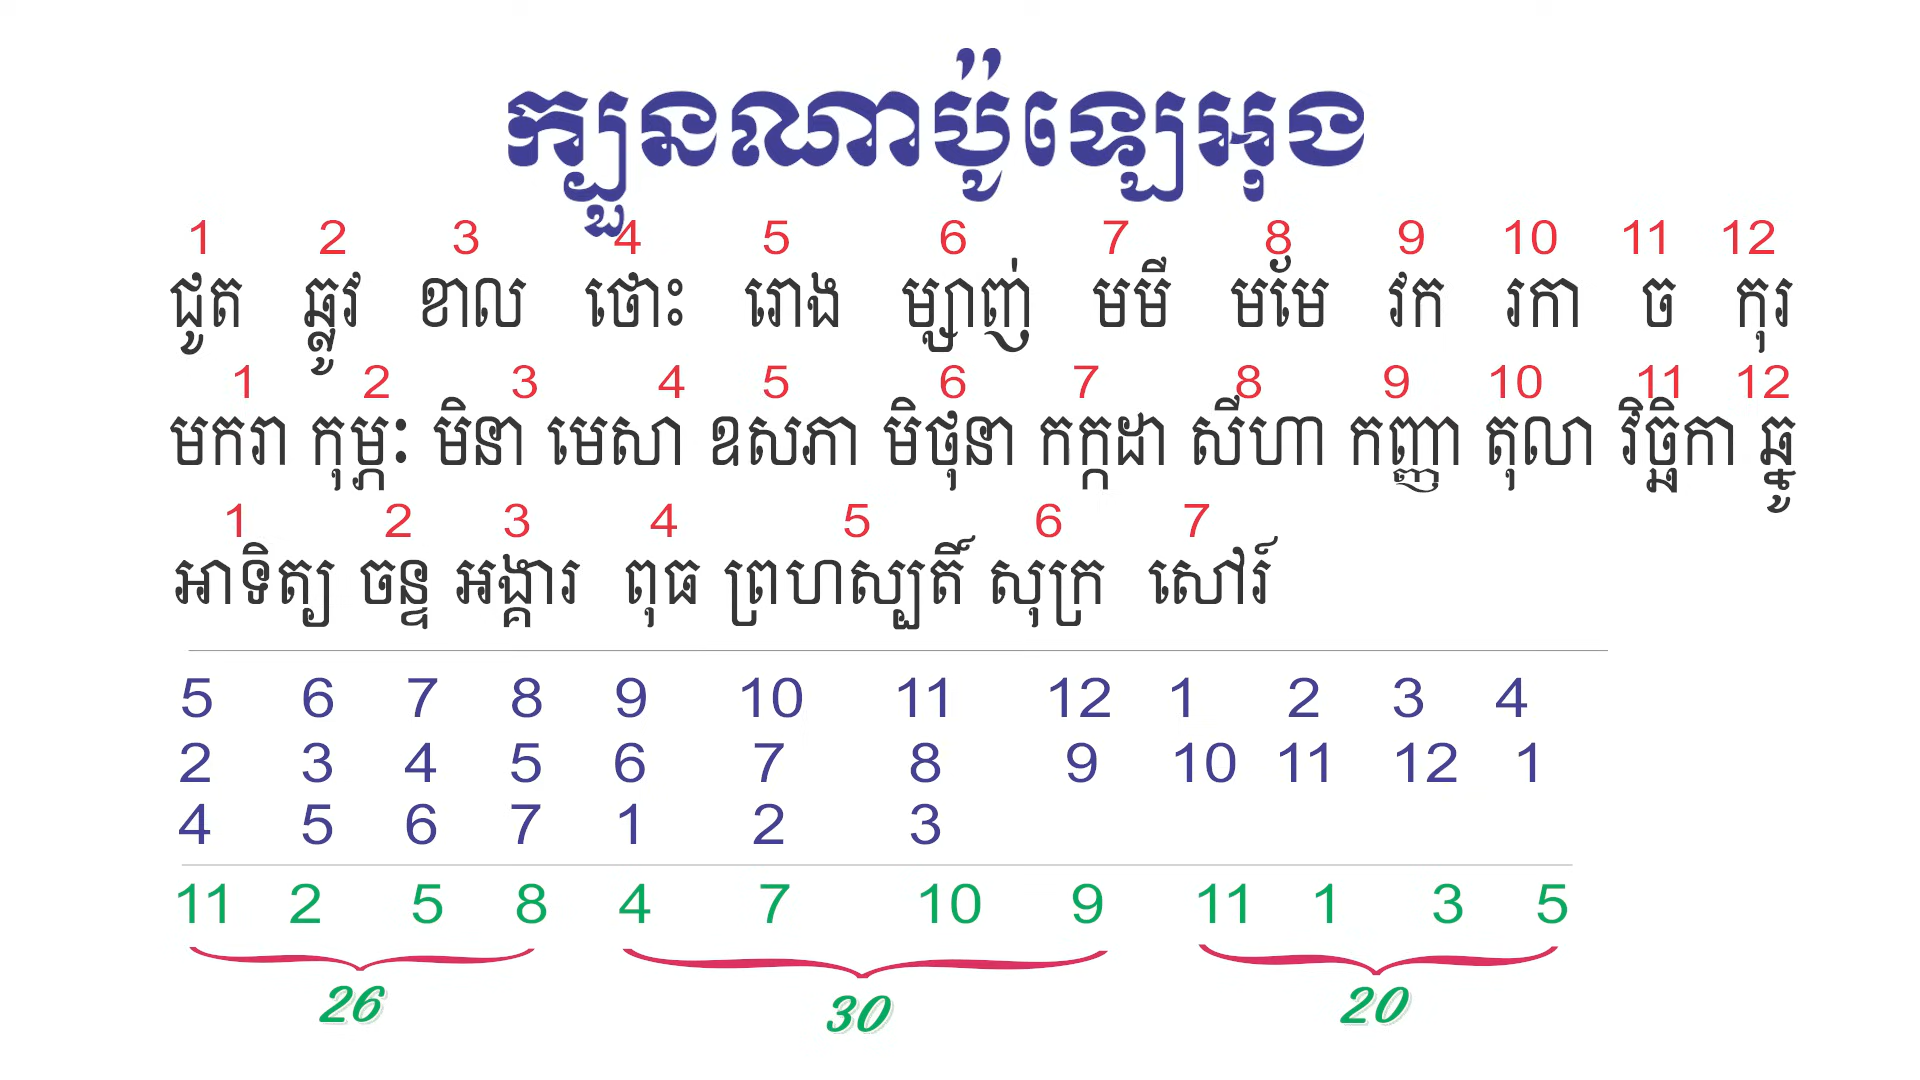 ក្បួនណាប៉ូឡេអុង
1 2 3 4 5 6 7 8 9 10 11 12
ជូត ឆ្លូវ ខាល ថោះ រោង ម្សាញ់ មមី មមែ វក រកា ច កុរ
1 2 3 4 5 6 7 8 9 10 11 12
មករា កុម្ភៈ មិនា មេសា ឧសភា មិថុនា កក្កដា សីហា កញ្ញា តុលា វិច្ឆិកា ធ្នូ
1 2 3 4 5 6 7
អាទិត្យ ចន្ទ អង្គារ ពុធ ព្រហស្បតិ៍ សុក្រ សៅរ៍
5 6 7 8 9 10 11 12 1 2 3 4
2 3 4 5 6 7 8 9 10 11 12 1
4 5 6 7 1 2 3
11 2 5 8 4 7 10 9 11 1 3 5
26 30 20